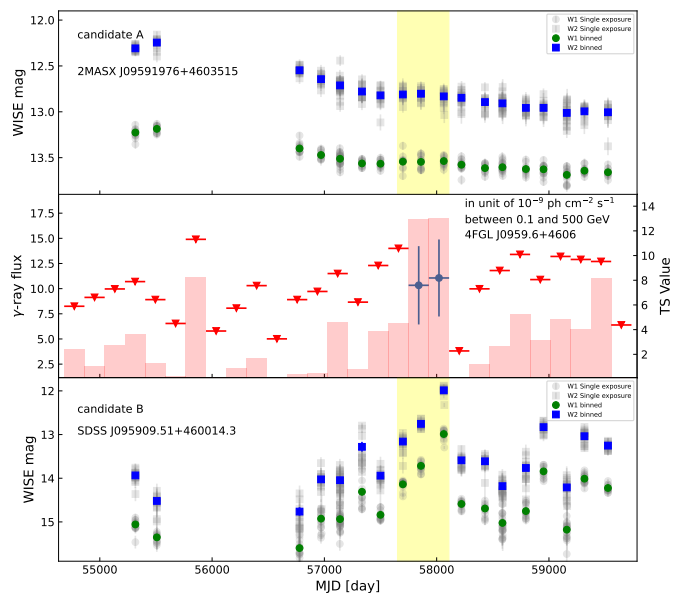 12.0
12.5
13.0
13.5
WISE mag
candidate A
2MASX J09591976+4603515
W1 Single exposure
W2 Single exposure
W1 binned
W2 binned
17.5
15.0
12.5
10.0
7.5
5.0
2.5
γ-ray flux
in unit of 10⁻⁹ ph cm⁻² s⁻¹
between 0.1 and 500 GeV
4FGL J0959.6+4606
14
12
10
8
6
4
2
TS Value
12
13
14
15
WISE mag
candidate B
SDSS J095909.51+460014.3
W1 Single exposure
W2 Single exposure
W1 binned
W2 binned
55000 56000 57000 58000 59000
MJD [day]